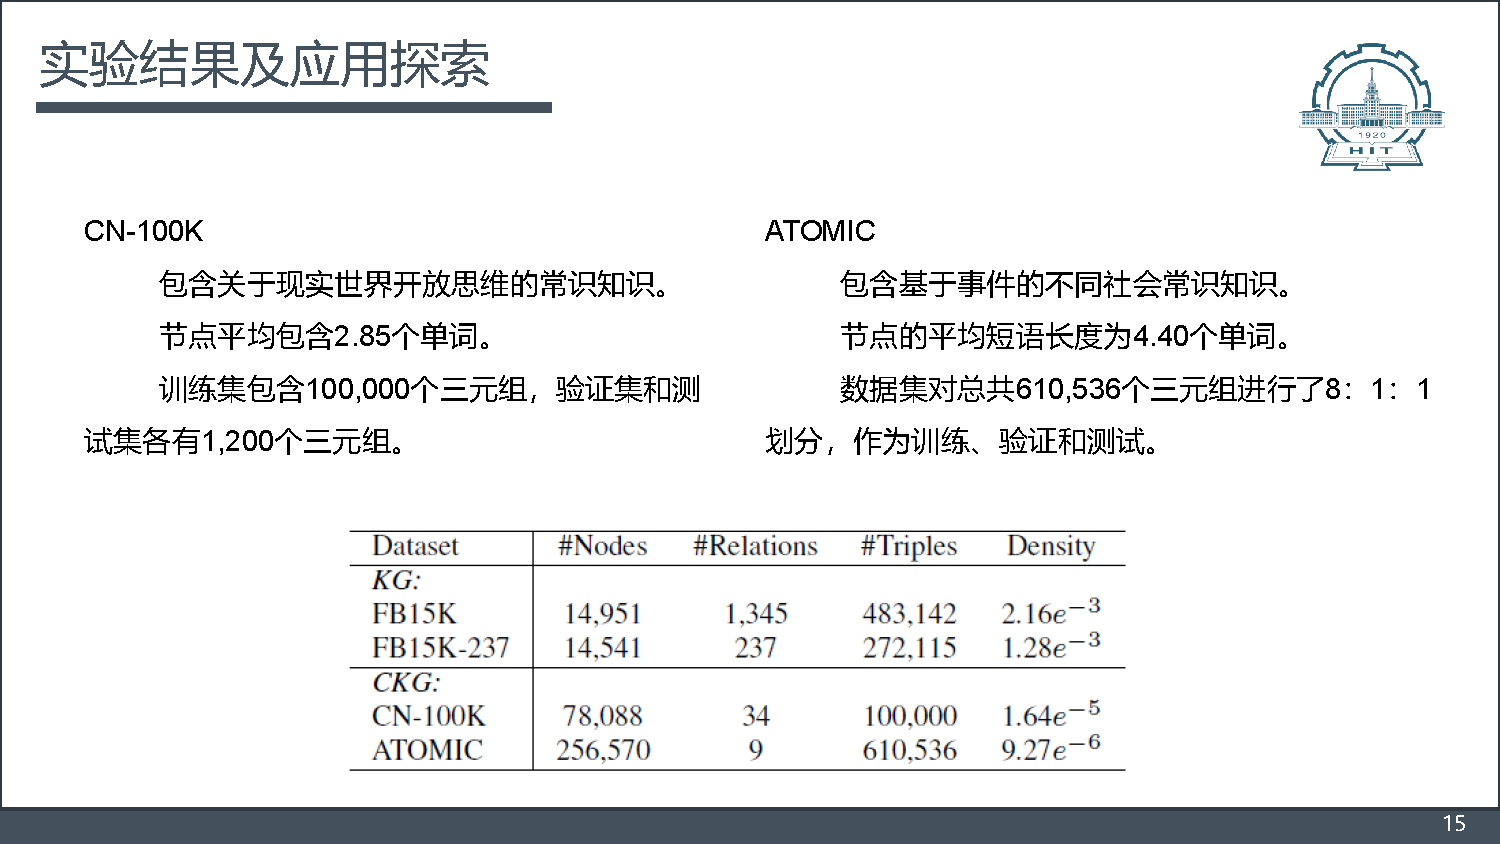 实验结果及应用探索
1920
HIT
CN-100K
包含关于现实世界开放思维的常识知识。
节点平均包含2.85个单词。
训练集包含100,000个三元组，验证集和测
试集各有1,200个三元组。
ATOMIC
包含基于事件的不同社会常识知识。
节点的平均短语长度为4.40个单词。
数据集对总共610,536个三元组进行了8：1：1
划分，作为训练、验证和测试。
Dataset #Nodes #Relations #Triples Density
KG:
FB15K 14,951 1,345 483,142 2.16e⁻³
FB15K-237 14,541 237 272,115 1.28e⁻³
CKG:
CN-100K 78,088 34 100,000 1.64e⁻⁵
ATOMIC 256,570 9 610,536 9.27e⁻⁶
15